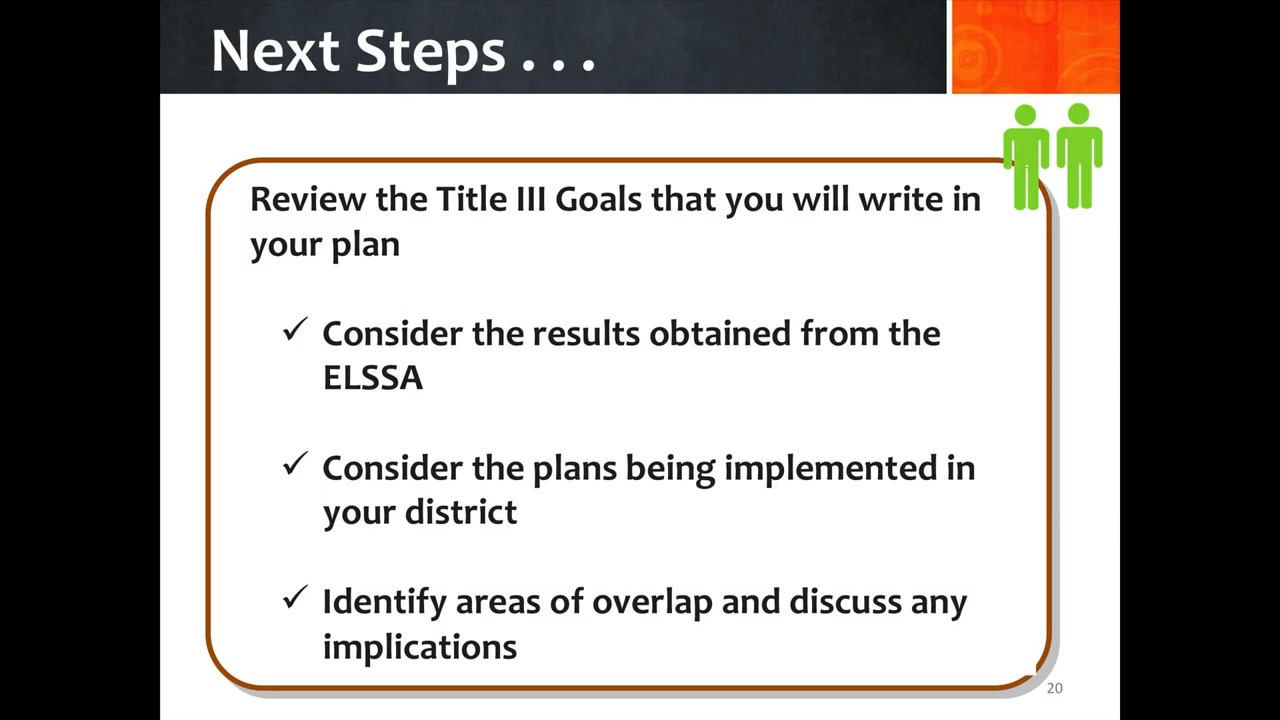 Next Steps . . .
Review the Title III Goals that you will write in
your plan
✓ Consider the results obtained from the
ELSSA
✓ Consider the plans being implemented in
your district
✓ Identify areas of overlap and discuss any
implications
20